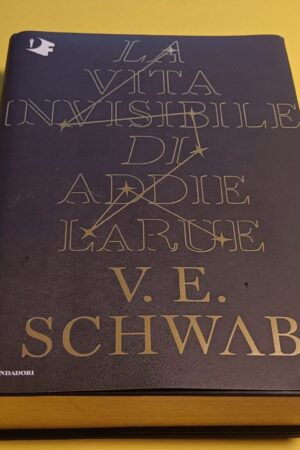 LA
VITA
INVISIBILE
DI
ADDIE
LARUE
V. E.
SCHWAB
NDADORI